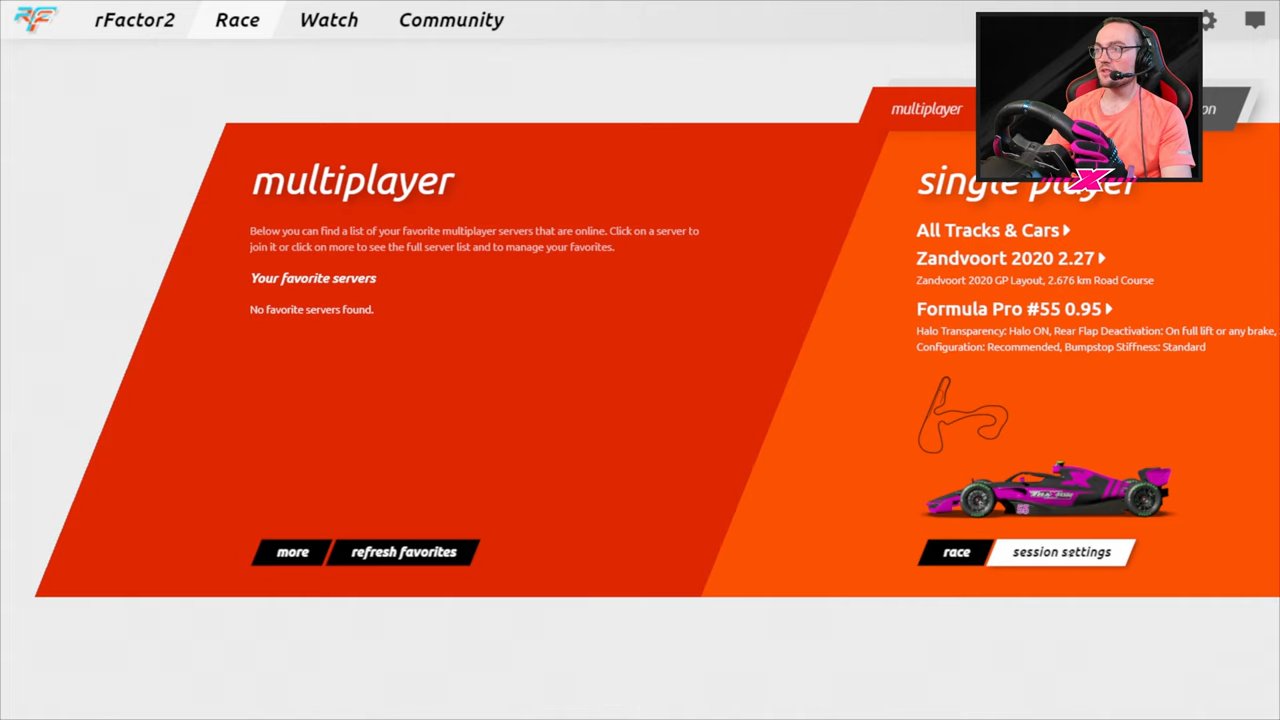 rFactor2 Race Watch Community
multiplayer
on
multiplayer
Below you can find a list of your favorite multiplayer servers that are online. Click on a server to
join it or click on more to see the full server list and to manage your favorites.
Your favorite servers
No favorite servers found.
more refresh favorites
single player
All Tracks & Cars
Zandvoort 2020 2.27
Zandvoort 2020 GP Layout, 2.676 km Road Course
Formula Pro #55 0.95
Halo Transparency: Halo ON, Rear Flap Deactivation: On full lift or any brake,
Configuration: Recommended, Bumpstop Stiffness: Standard
55
race session settings